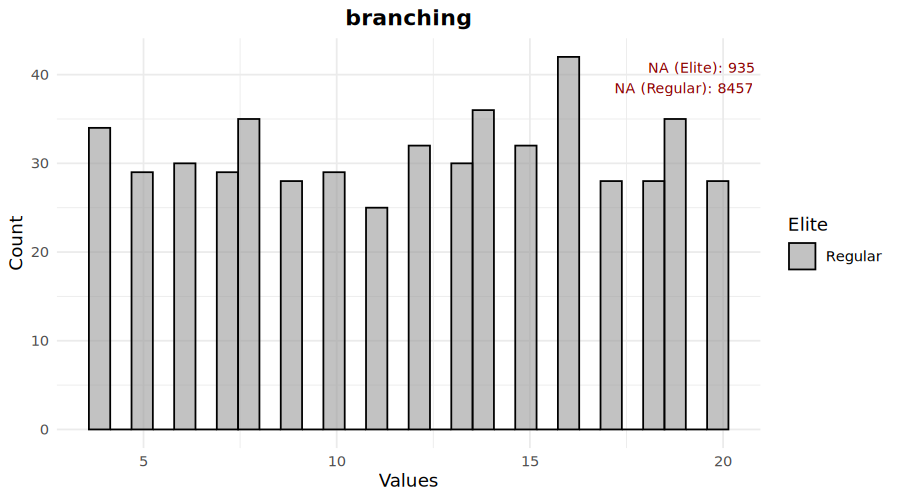 branching
NA (Elite): 935
NA (Regular): 8457
40
30
20
10
0
Count
5
10
15
20
Values
Elite
Regular